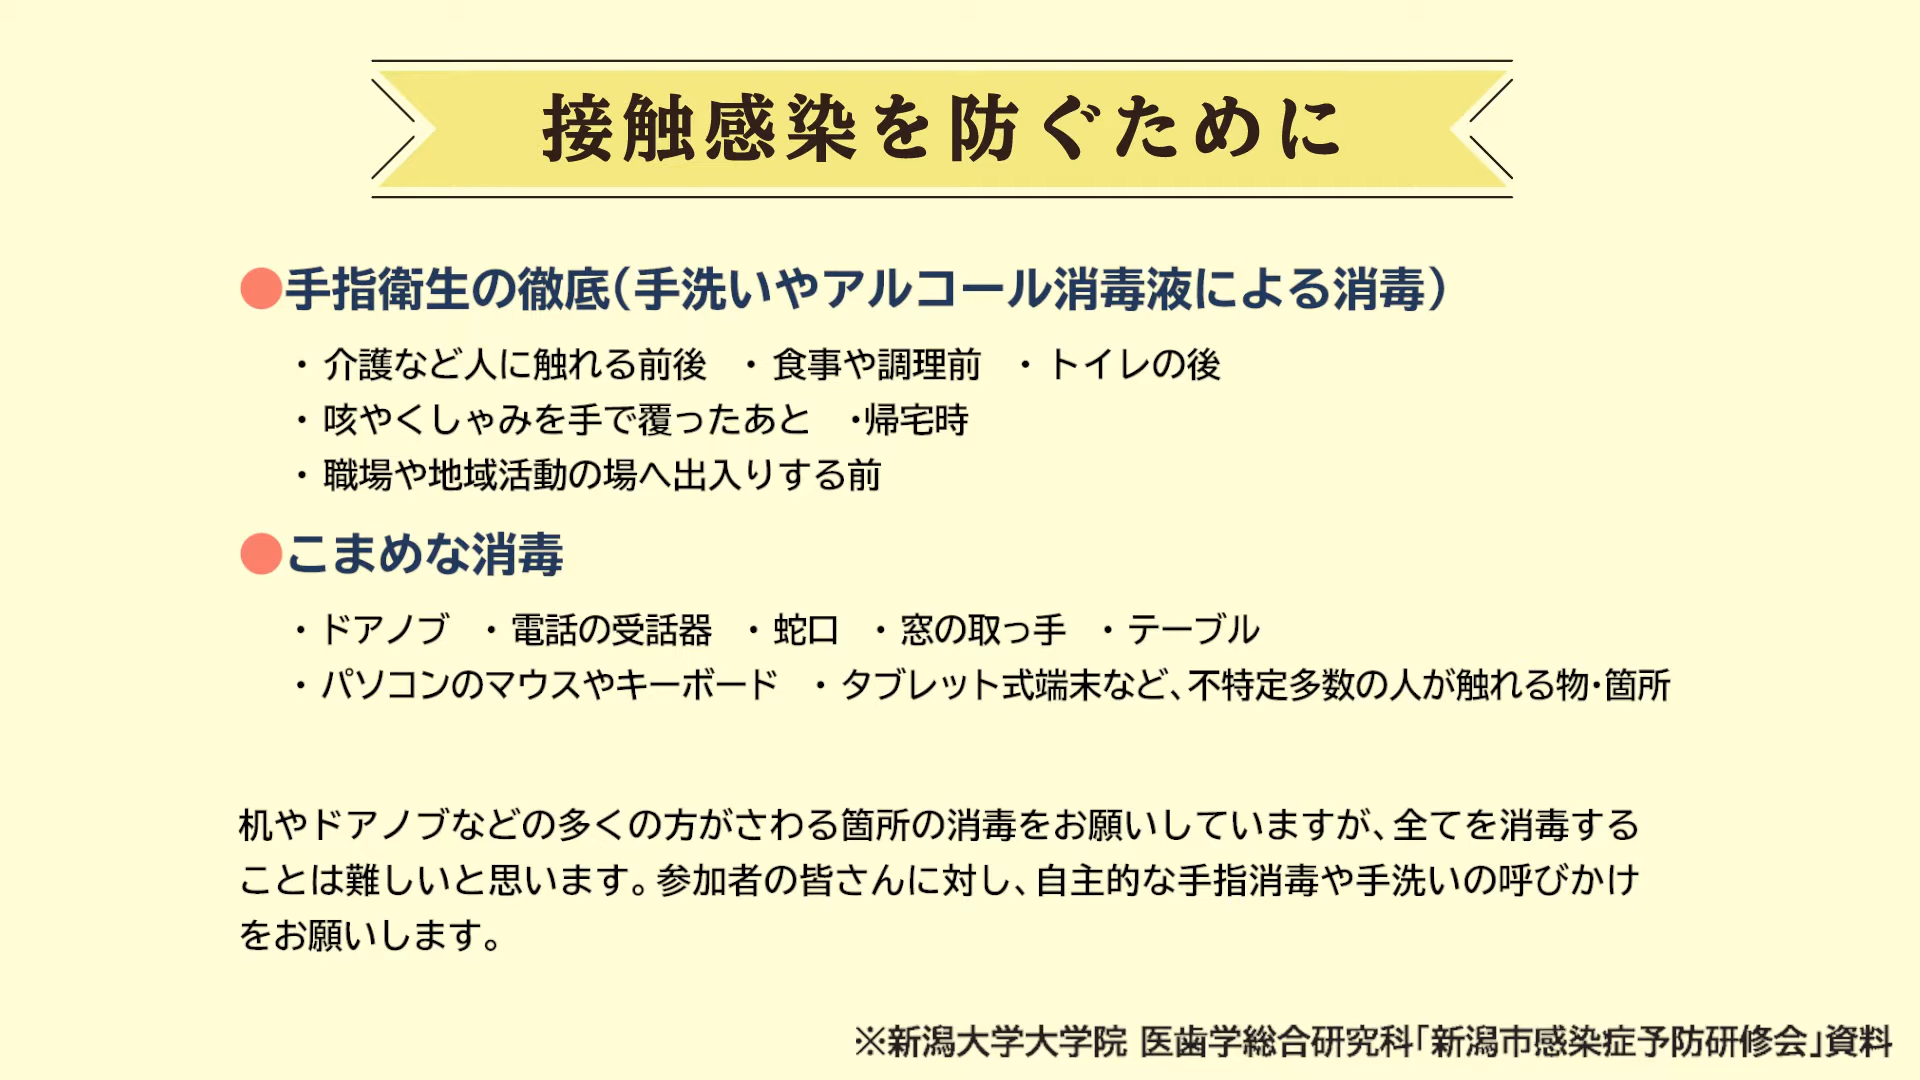 接触感染を防ぐために
●手指衛生の徹底(手洗いやアルコール消毒液による消毒)
・介護など人に触れる前後 ・食事や調理前 ・トイレの後
・咳やくしゃみを手で覆ったあと ・帰宅時
・職場や地域活動の場へ出入りする前
●こまめな消毒
・ドアノブ ・電話の受話器 ・蛇口 ・窓の取っ手 ・テーブル
・パソコンのマウスやキーボード ・タブレット式端末など、不特定多数の人が触れる物・箇所
机やドアノブなどの多くの方がさわる箇所の消毒をお願いしていますが、全てを消毒する
ことは難しいと思います。参加者の皆さんに対し、自主的な手指消毒や手洗いの呼びかけ
をお願いします。
※新潟大学大学院 医歯学総合研究科「新潟市感染症予防研修会」資料